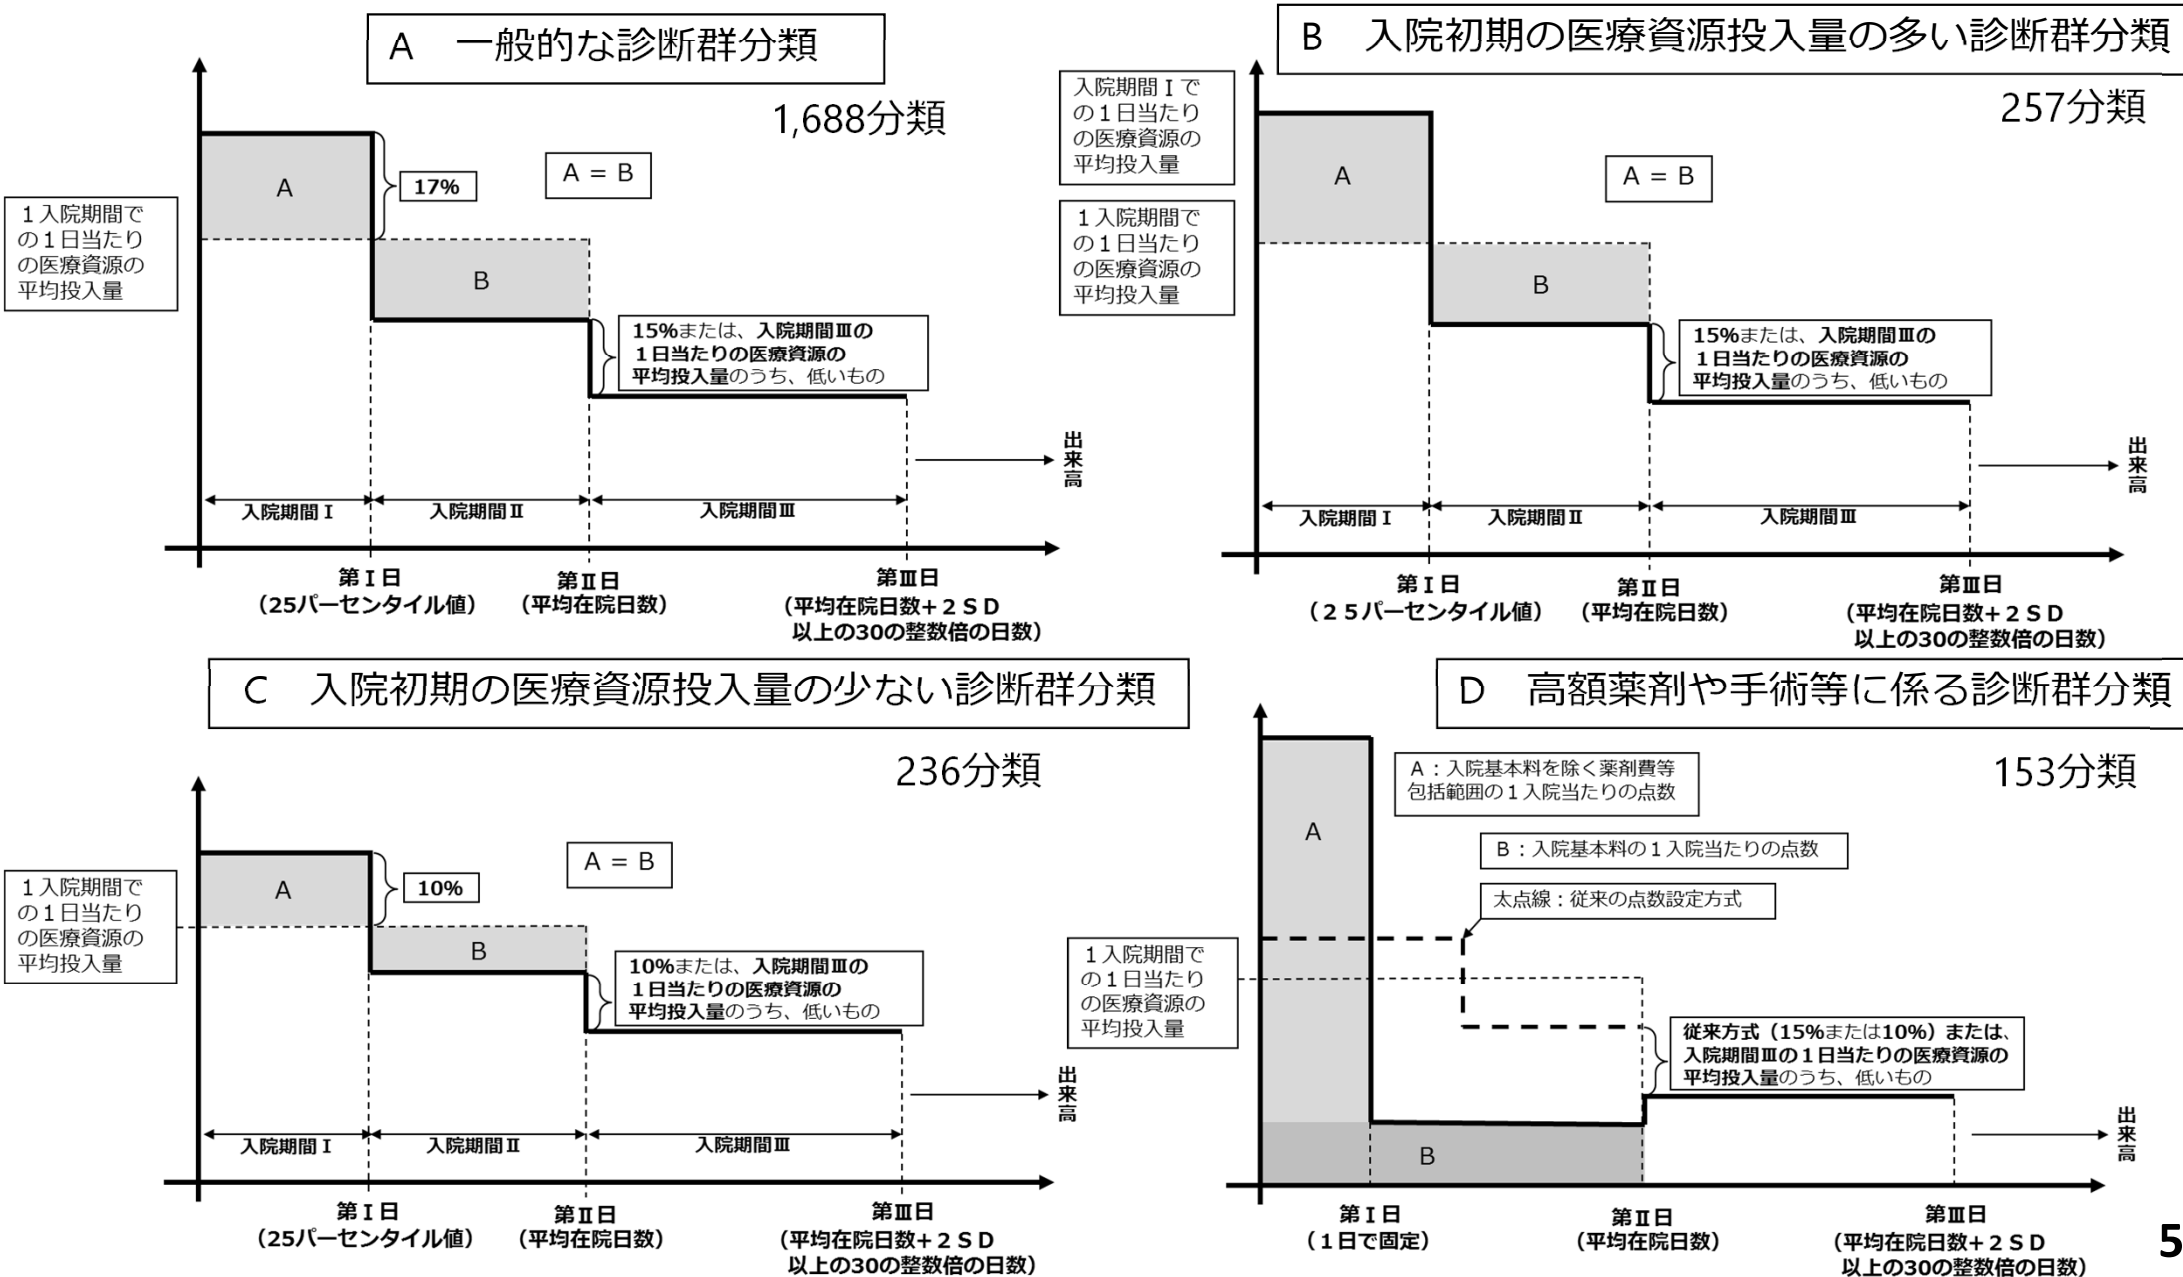 A　一般的な診断群分類
1,688分類
A
17%
A = B
１入院期間で
の１日当たり
の医療資源の
平均投入量
B
15%または、入院期間Ⅲの
１日当たりの医療資源の
平均投入量のうち、低いもの
出来高
入院期間Ⅰ
入院期間Ⅱ
入院期間Ⅲ
第Ⅰ日
（25パーセンタイル値）
第Ⅱ日
（平均在院日数）
第Ⅲ日
（平均在院日数+２ＳＤ
以上の30の整数倍の日数）
B　入院初期の医療資源投入量の多い診断群分類
257分類
入院期間Ⅰで
の１日当たり
の医療資源の
平均投入量
A
A = B
１入院期間で
の１日当たり
の医療資源の
平均投入量
B
15%または、入院期間Ⅲの
１日当たりの医療資源の
平均投入量のうち、低いもの
出来高
入院期間Ⅰ
入院期間Ⅱ
入院期間Ⅲ
第Ⅰ日
（２５パーセンタイル値）
第Ⅱ日
（平均在院日数）
第Ⅲ日
（平均在院日数+２ＳＤ
以上の30の整数倍の日数）
C　入院初期の医療資源投入量の少ない診断群分類
236分類
A
10%
A = B
１入院期間で
の１日当たり
の医療資源の
平均投入量
B
10%または、入院期間Ⅲの
１日当たりの医療資源の
平均投入量のうち、低いもの
出来高
入院期間Ⅰ
入院期間Ⅱ
入院期間Ⅲ
第Ⅰ日
（25パーセンタイル値）
第Ⅱ日
（平均在院日数）
第Ⅲ日
（平均在院日数+２ＳＤ
以上の30の整数倍の日数）
D　高額薬剤や手術等に係る診断群分類
153分類
A：入院基本料を除く薬剤費等
包括範囲の１入院当たりの点数
A
B：入院基本料の１入院当たりの点数
太点線：従来の点数設定方式
１入院期間で
の１日当たり
の医療資源の
平均投入量
従来方式（15%または10%）または、
入院期間Ⅲの１日当たりの医療資源の
平均投入量のうち、低いもの
出来高
B
第Ⅰ日
（１日で固定）
第Ⅱ日
（平均在院日数）
第Ⅲ日
（平均在院日数+２ＳＤ
以上の30の整数倍の日数）
5